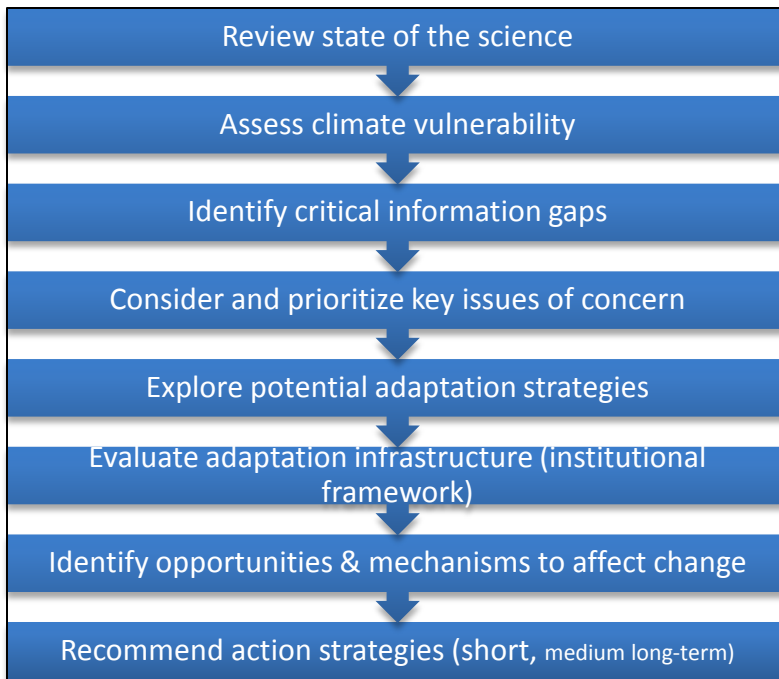 Review state of the science
Assess climate vulnerability
Identify critical information gaps
Consider and prioritize key issues of concern
Explore potential adaptation strategies
Evaluate adaptation infrastructure (institutional
framework)
Identify opportunities & mechanisms to affect change
Recommend action strategies (short, medium long-term)